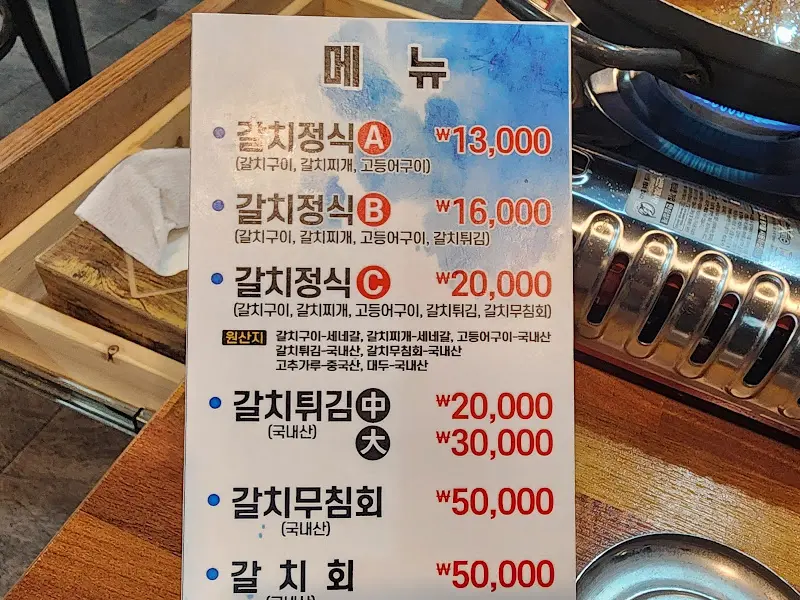 메 뉴
갈치정식 A ₩13,000
(갈치구이, 갈치찌개, 고등어구이)
갈치정식 B ₩16,000
(갈치구이, 갈치찌개, 고등어구이, 갈치튀김)
갈치정식 C ₩20,000
(갈치구이, 갈치찌개, 고등어구이, 갈치튀김, 갈치무침회)
원산지 갈치구이-세네갈, 갈치찌개-세네갈, 고등어구이-국내산
갈치튀김-국내산, 갈치무침회-국내산
고추가루-중국산, 대두-국내산
갈치튀김 中 ₩20,000
(국내산) 大 ₩30,000
갈치무침회 ₩50,000
(국내산)
갈 치 회 ₩50,000